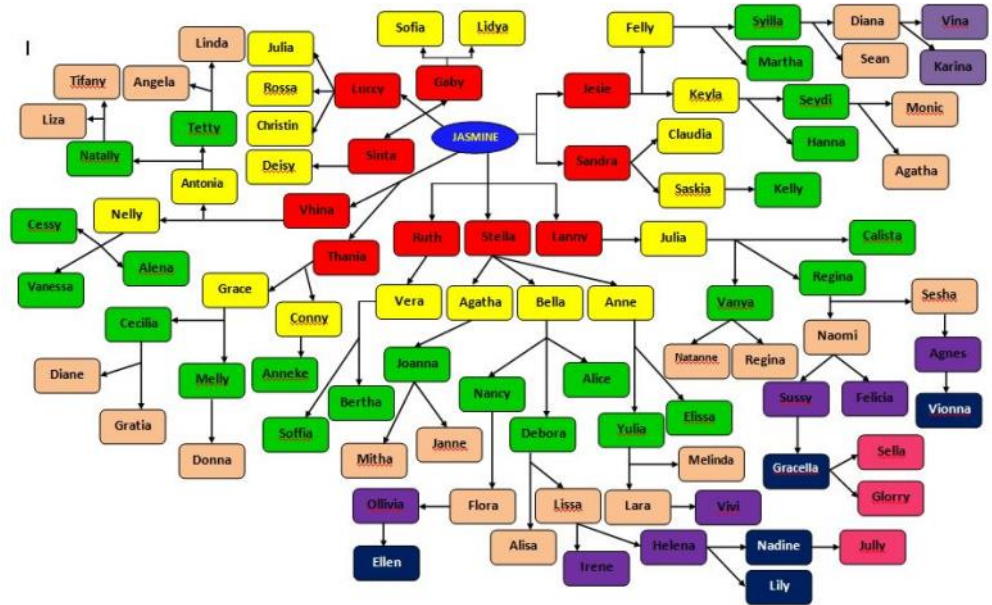 I
Sofia
Lidya
Linda
Julia
Felly
Syilla
Diana
Vina
Tifany
Angela
Martha
Sean
Karina
Rossa
Luccy
Gaby
Jesie
Keyla
Seydi
Monic
Liza
Tetty
Christin
JASMINE
Claudia
Hanna
Natally
Deisy
Sinta
Sandra
Agatha
Antonia
Saskia
Kelly
Nelly
Vhina
Cessy
Ruth
Stella
Lanny
Julia
Calista
Alena
Thania
Vanessa
Regina
Grace
Vera
Agatha
Bella
Anne
Vanya
Sesha
Cecilia
Conny
Naomi
Diane
Melly
Anneke
Joanna
Natanne
Regina
Agnes
Bertha
Nancy
Alice
Sussy
Felicia
Vionna
Gratia
Soffia
Debora
Yulia
Elissa
Donna
Mitha
Janne
Melinda
Gracella
Sella
Glorry
Ollivia
Flora
Lissa
Lara
Vivi
Alisa
Helena
Nadine
Jully
Ellen
Irene
Lily